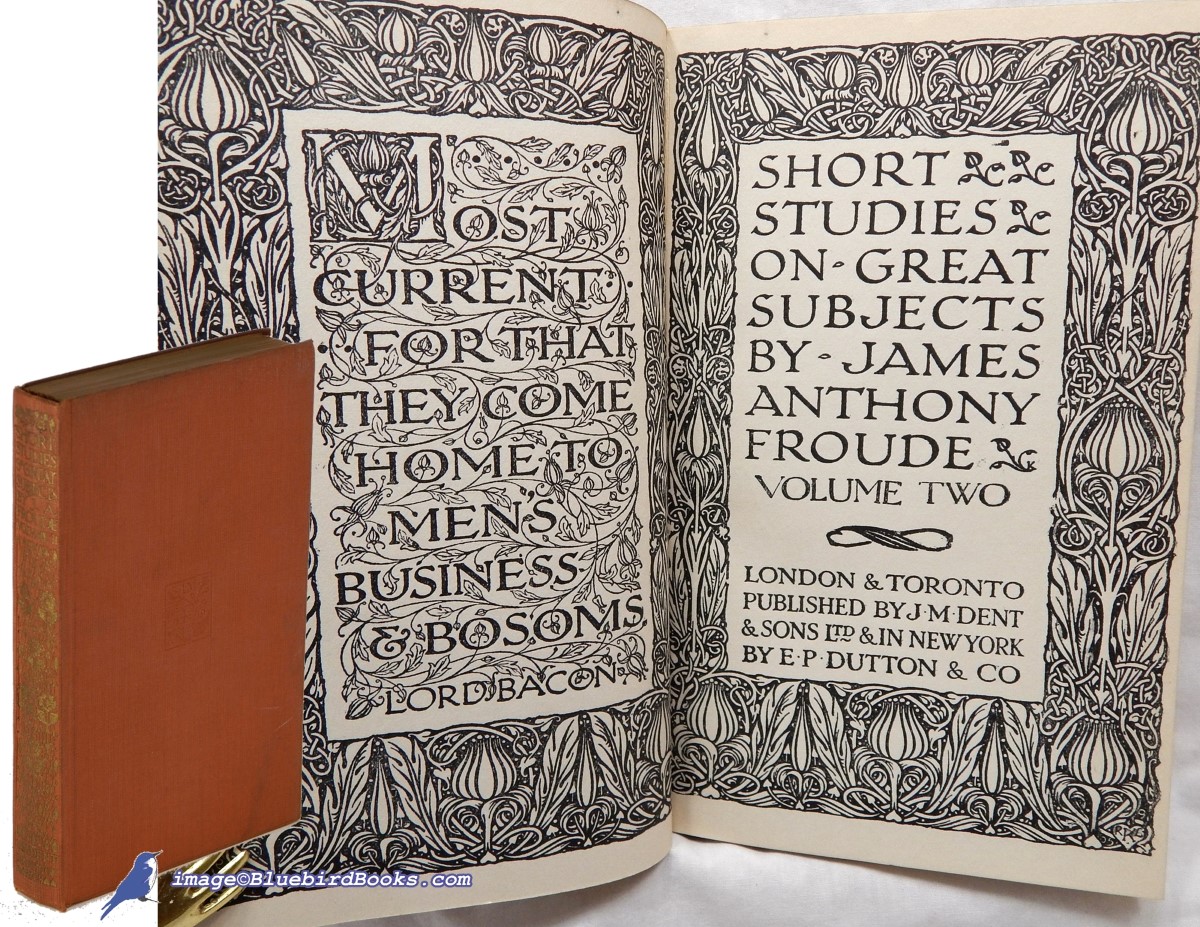 MOST
CURRENT
FOR THAT
THEY COME
HOME TO
MEN'S
BUSINESS
& BOSOMS
LORD BACON
SHORT
STUDIES
ON GREAT
SUBJECTS
BY JAMES
ANTHONY
FROUDE
VOLUME TWO
LONDON & TORONTO
PUBLISHED BY J·M·DENT
& SONS LTD & IN NEW YORK
BY E·P·DUTTON & CO
image©BluebirdBooks.com